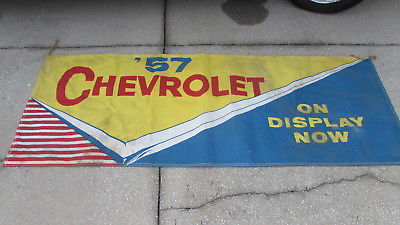 '57
CHEVROLET
ON
DISPLAY
NOW